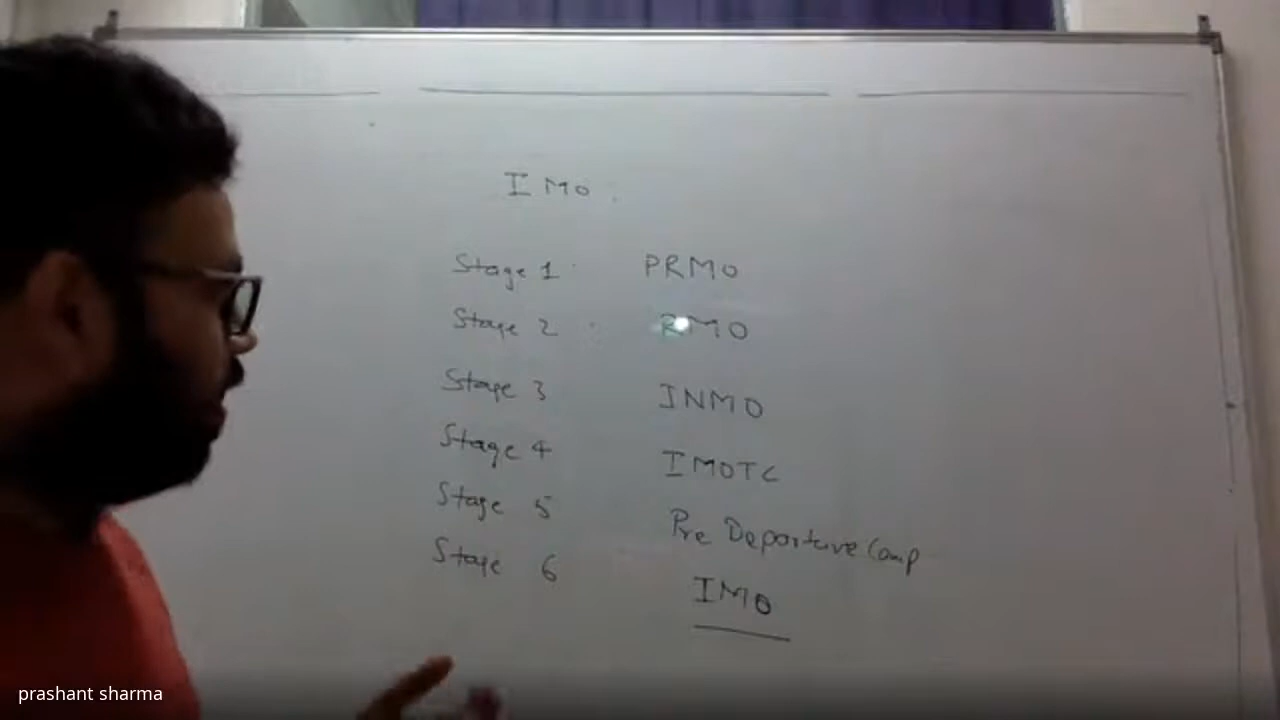 IMO
Stage 1 PRMO
Stage 2 RMO
Stage 3 INMO
Stage 4 IMOTC
Stage 5 Pre Departure Camp
Stage 6 IMO
prashant sharma